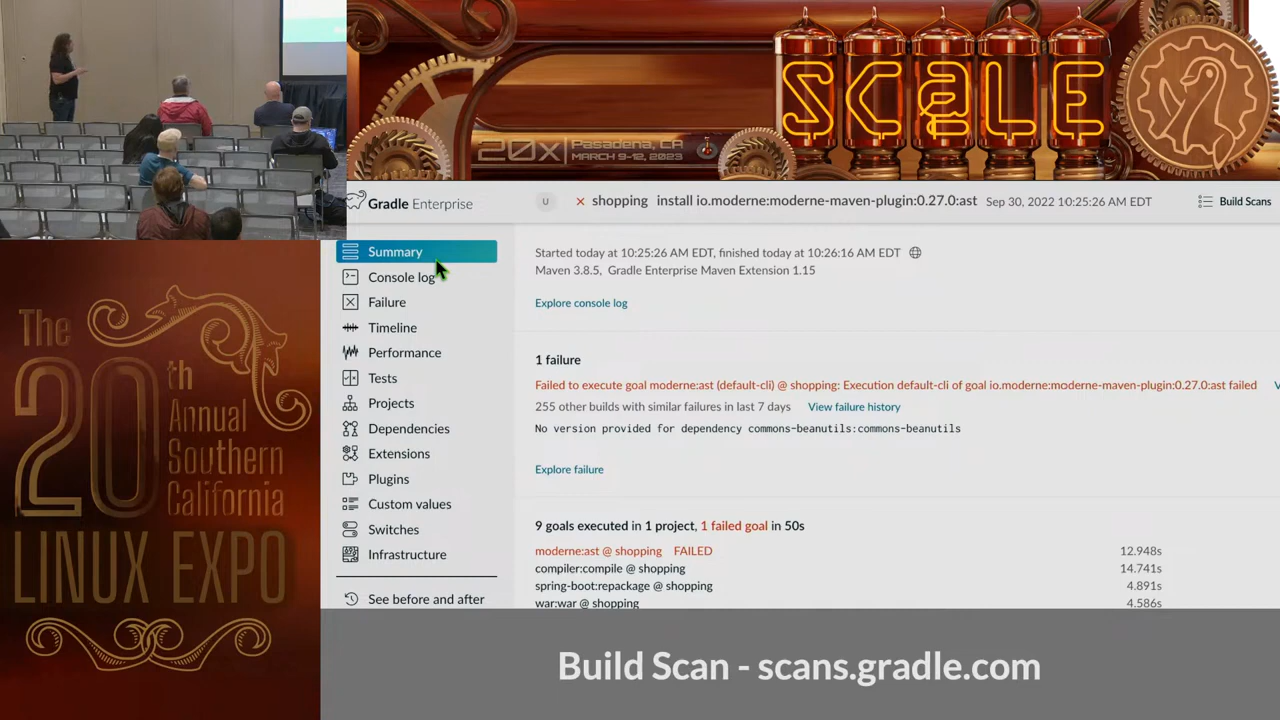 SCALE
20x
Pasadena, CA
MARCH 9-12, 2023
Gradle Enterprise
U
shopping install io.moderne:moderne-maven-plugin:0.27.0:ast Sep 30, 2022 10:25:26 AM EDT
Build Scans
Summary
Console log
Failure
Timeline
Performance
Tests
Projects
Dependencies
Extensions
Plugins
Custom values
Switches
Infrastructure
See before and after
Started today at 10:25:26 AM EDT, finished today at 10:26:16 AM EDT
Maven 3.8.5, Gradle Enterprise Maven Extension 1.15
Explore console log
1 failure
Failed to execute goal moderne:ast (default-cli) @ shopping: Execution default-cli of goal io.moderne:moderne-maven-plugin:0.27.0:ast failed
255 other builds with similar failures in last 7 days View failure history
No version provided for dependency commons-beanutils:commons-beanutils
Explore failure
9 goals executed in 1 project, 1 failed goal in 50s
moderne:ast @ shopping FAILED 12.948s
compiler:compile @ shopping 14.741s
spring-boot:repackage @ shopping 4.891s
war:war @ shopping 4.586s
The
20th
Annual
Southern
California
LINUX EXPO
Build Scan - scans.gradle.com